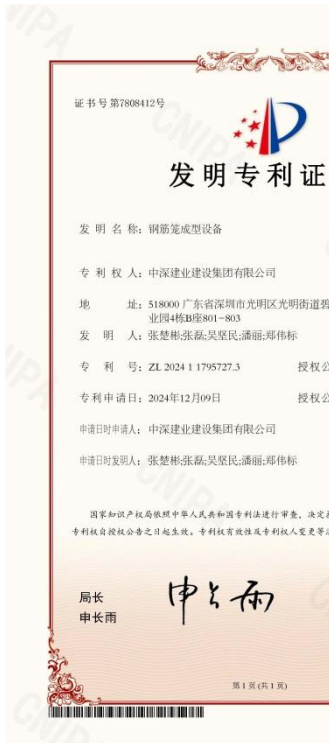 证书号第7808412号
发明专利证
发明名称：钢筋笼成型设备
专利权人：中深建业建设集团有限公司
地址：518000 广东省深圳市光明区光明街道碧
业园4栋B座801-803
发明人：张楚彬;张磊;吴坚民;潘丽;郑伟标
专利号：ZL 2024 1 1795727.3 授权公
专利申请日：2024年12月09日 授权公
申请日时申请人：中深建业建设集团有限公司
申请日时发明人：张楚彬;张磊;吴坚民;潘丽;郑伟标
国家知识产权局依照中华人民共和国专利法进行审查，决定
专利权自授权公告之日起生效。专利权有效性及专利权人变更等
局长
申长雨
申长雨
第1页(共1页)
CNIPA
CNIPA
CNIPA
CNIPA
CNIPA